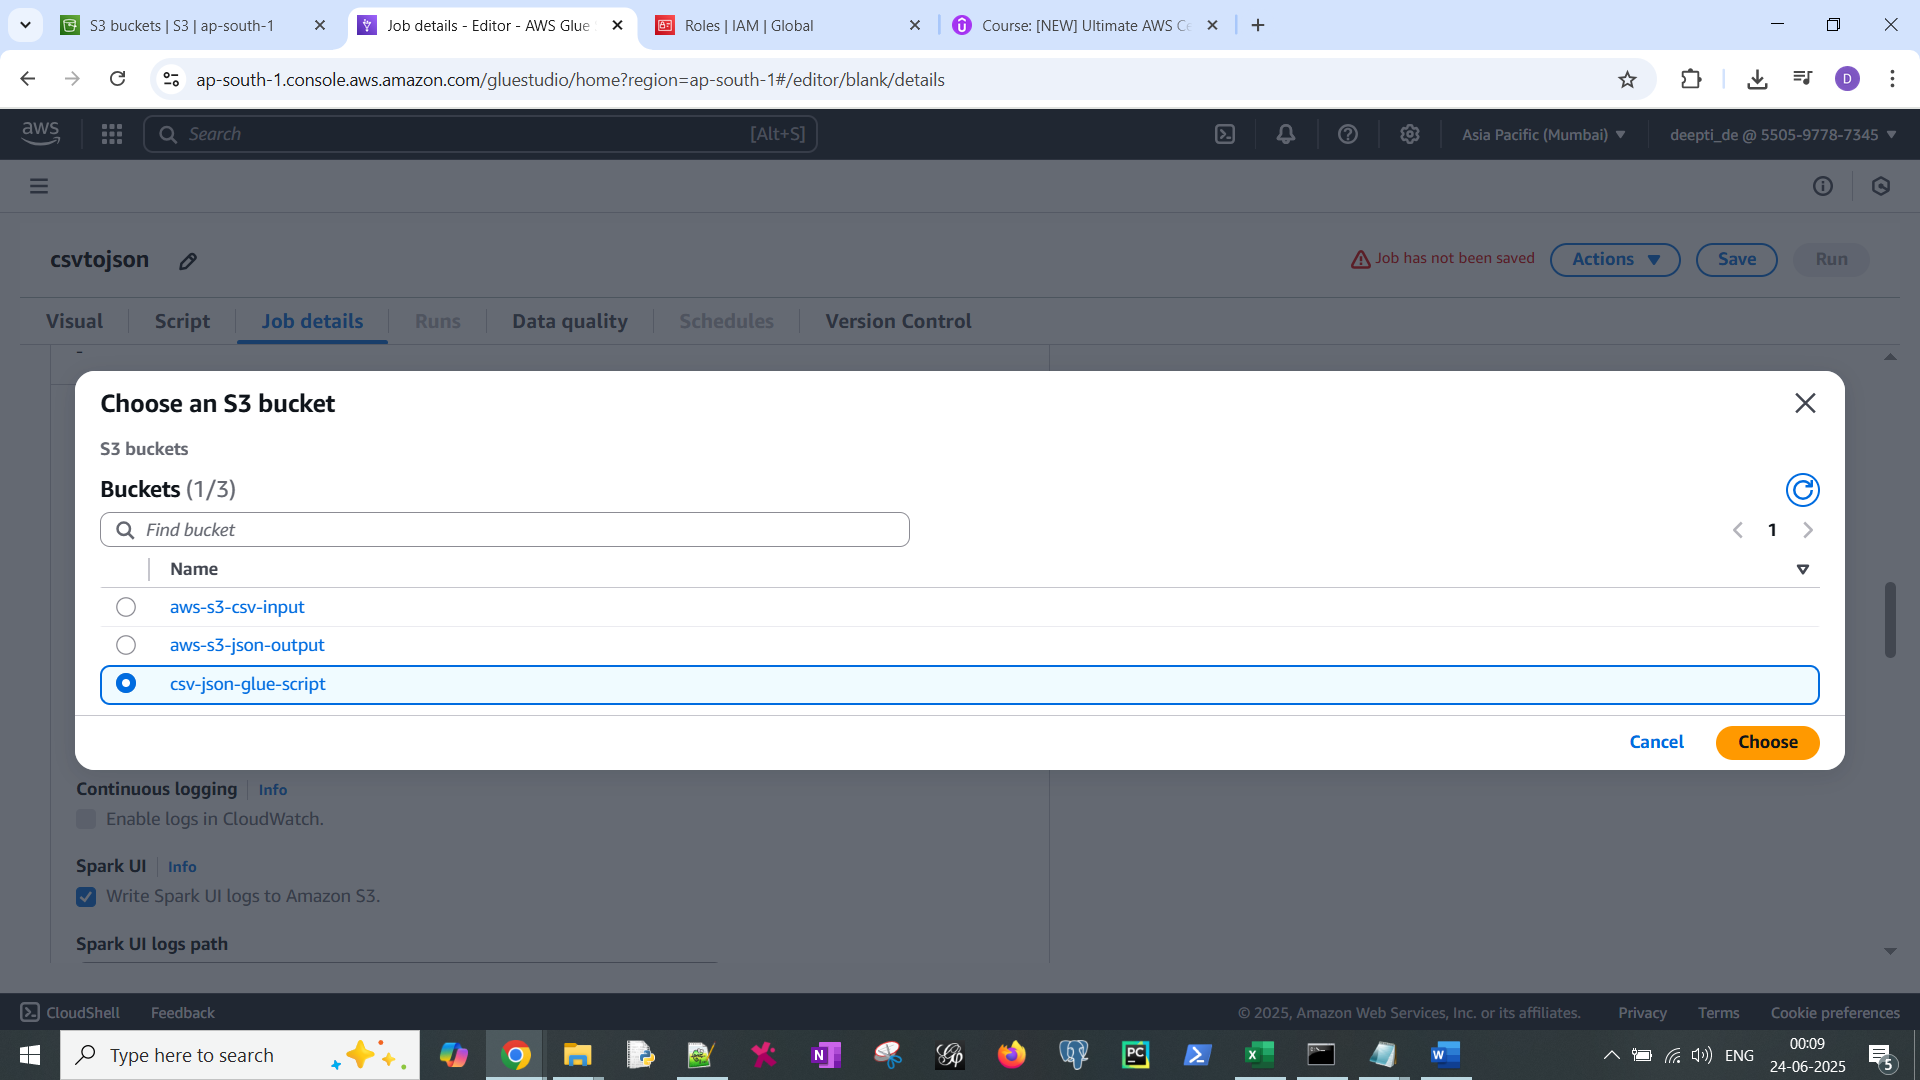 S3 buckets | S3 | ap-south-1
Job details - Editor - AWS Glue
Roles | IAM | Global
Course: [NEW] Ultimate AWS Ce
ap-south-1.console.aws.amazon.com/gluestudio/home?region=ap-south-1#/editor/blank/details
D
aws
Search
[Alt+S]
Asia Pacific (Mumbai)
deepti_de @ 5505-9778-7345
csvtojson
Job has not been saved
Actions
Save
Run
Visual
Script
Job details
Runs
Data quality
Schedules
Version Control
-
Choose an S3 bucket
S3 buckets
Buckets (1/3)
Find bucket
1
Name
aws-s3-csv-input
aws-s3-json-output
csv-json-glue-script
Cancel
Choose
Continuous logging
Info
Enable logs in CloudWatch.
Spark UI
Info
Write Spark UI logs to Amazon S3.
Spark UI logs path
CloudShell
Feedback
© 2025, Amazon Web Services, Inc. or its affiliates.
Privacy
Terms
Cookie preferences
Type here to search
ENG
00:09
24-06-2025
5